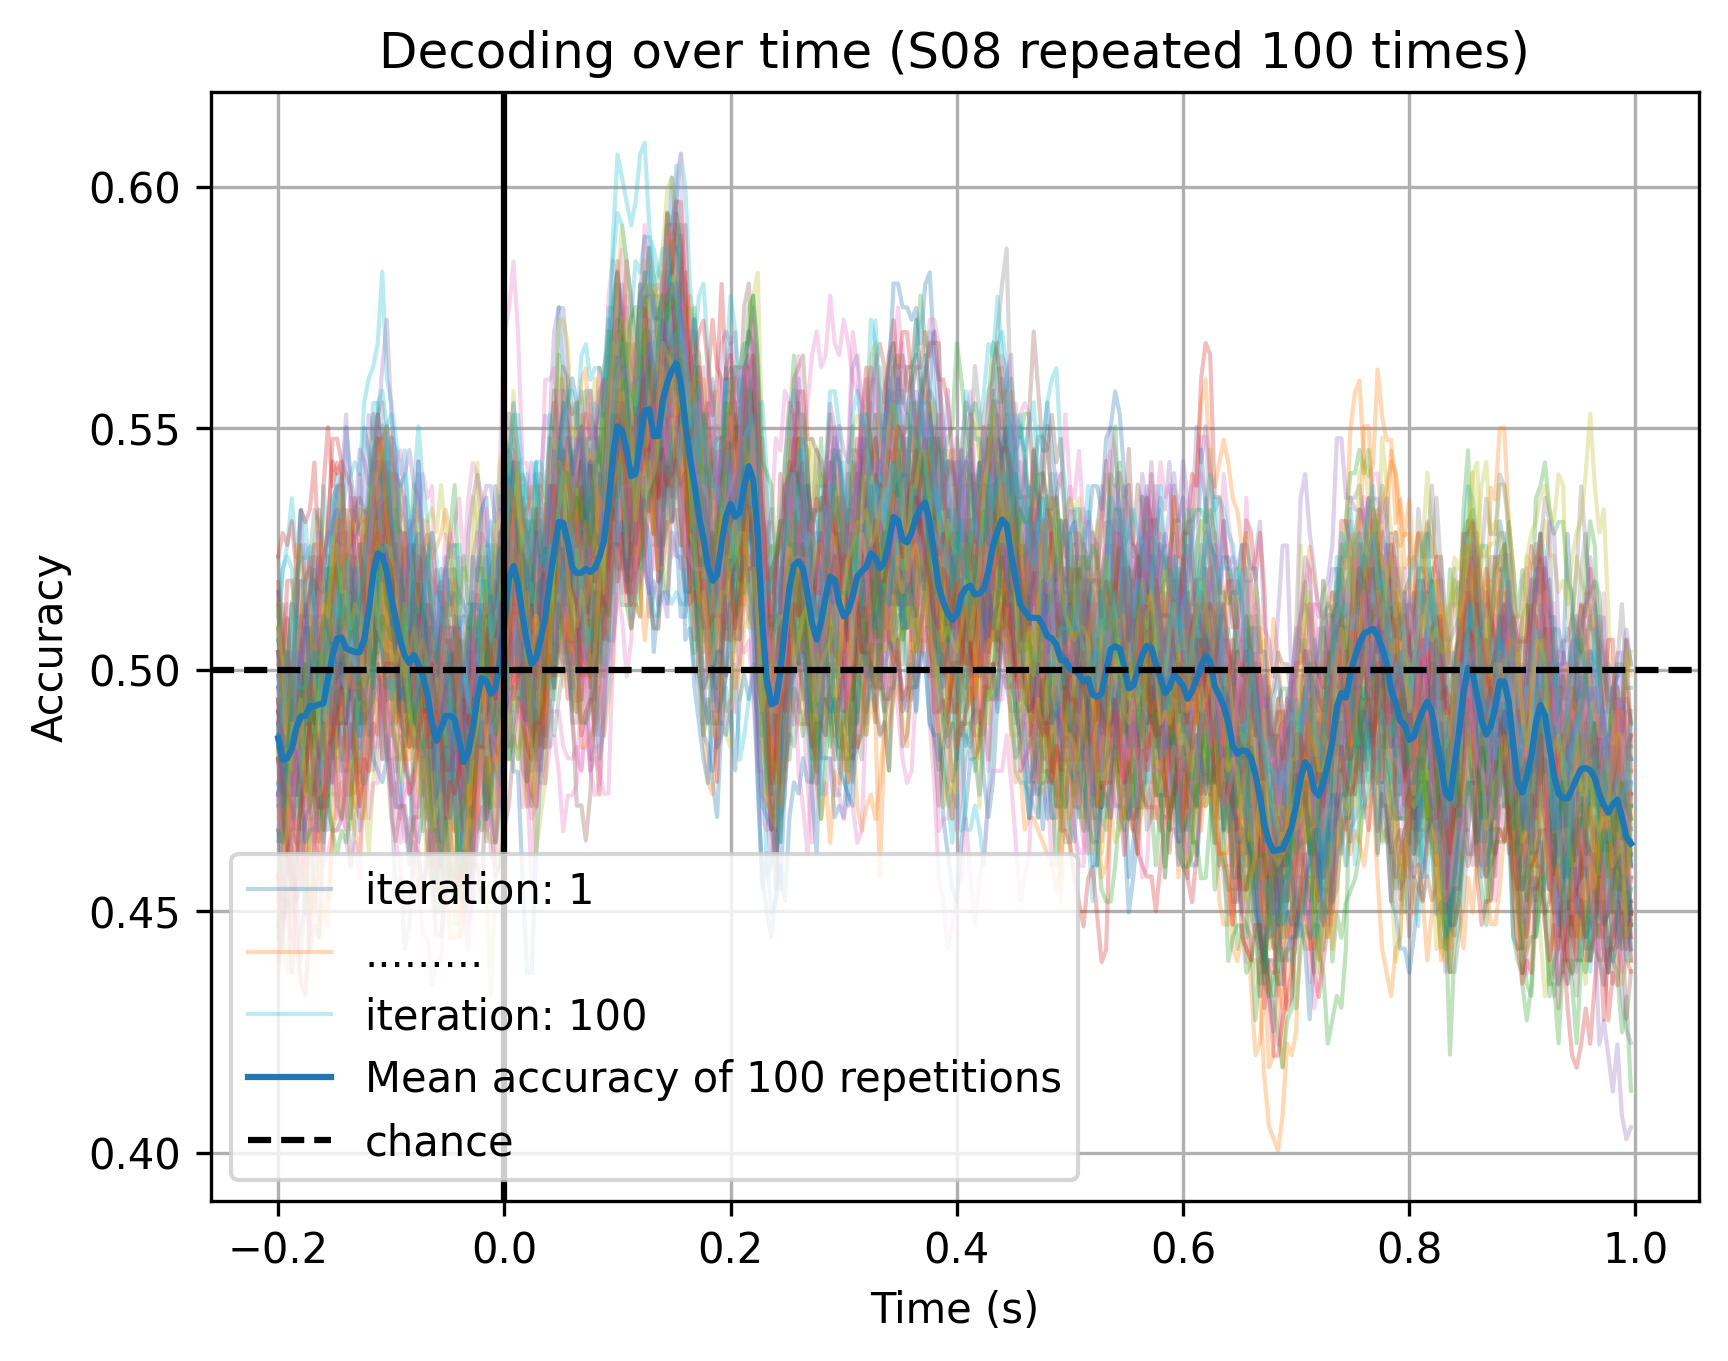 Decoding over time (S08 repeated 100 times)
0.60
0.55
0.50
0.45
0.40
Accuracy
iteration: 1
.........
iteration: 100
Mean accuracy of 100 repetitions
chance
−0.2 0.0 0.2 0.4 0.6 0.8 1.0
Time (s)